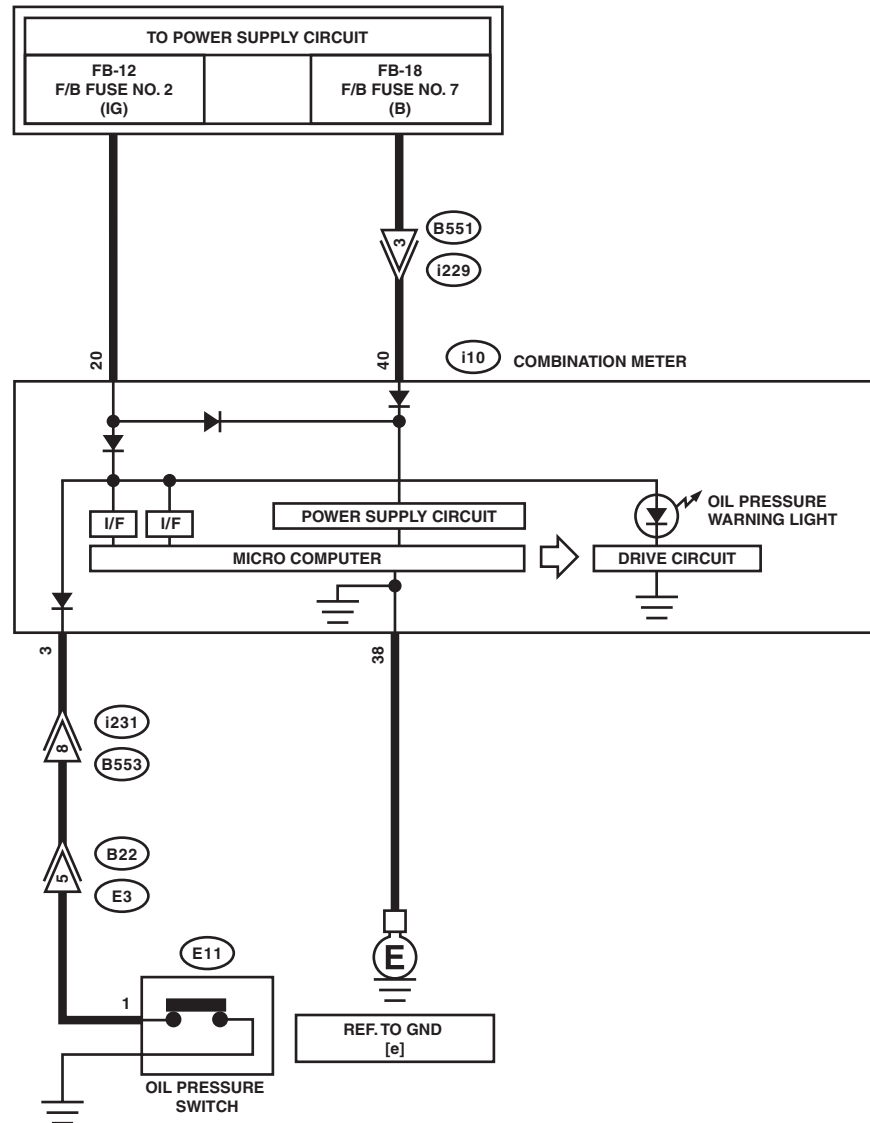 TO POWER SUPPLY CIRCUIT
FB-12
F/B FUSE NO. 2
(IG)
FB-18
F/B FUSE NO. 7
(B)
3
B551
i229
20
40
i10
COMBINATION METER
I/F
I/F
POWER SUPPLY CIRCUIT
OIL PRESSURE
WARNING LIGHT
MICRO COMPUTER
DRIVE CIRCUIT
3
38
8
i231
B553
5
B22
E3
E11
1
E
REF. TO GND
[e]
OIL PRESSURE
SWITCH